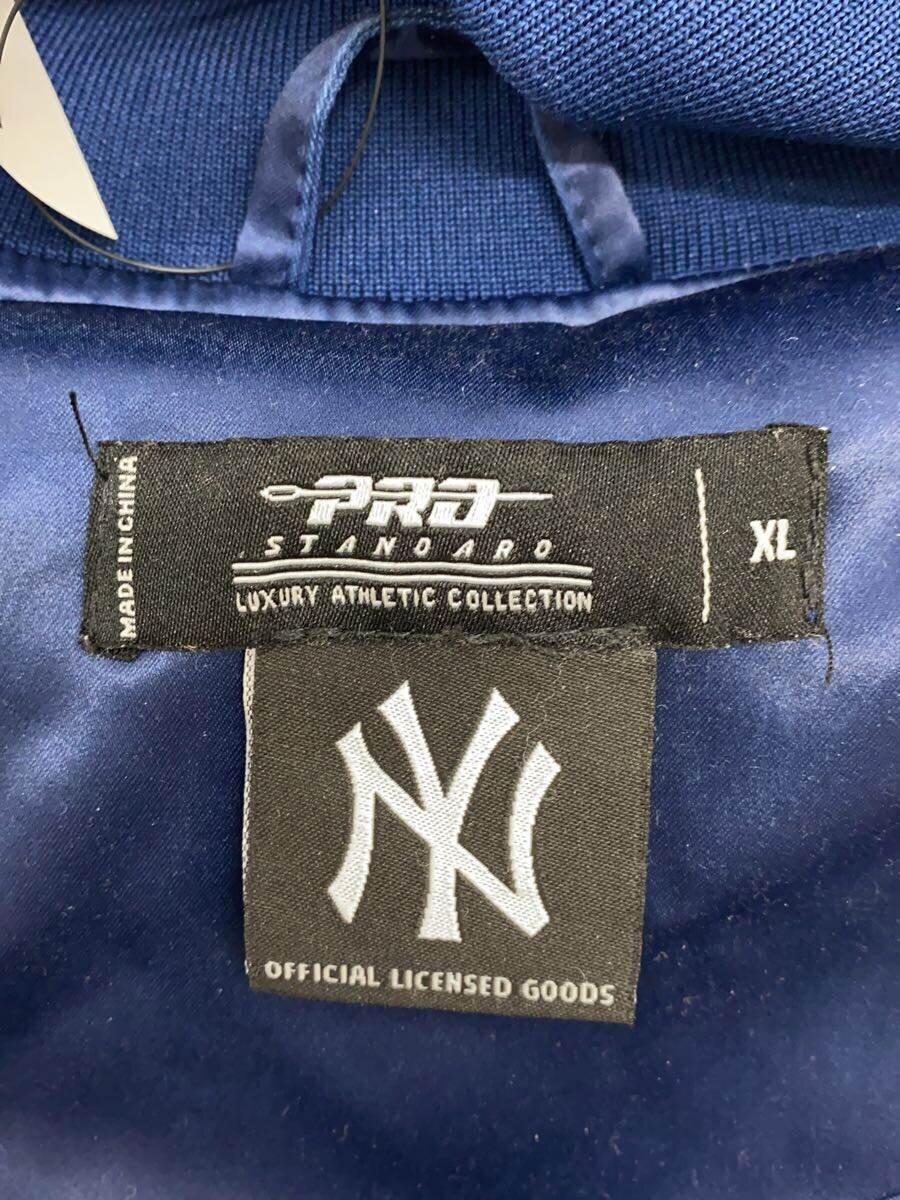 MADE IN CHINA
PRO
STANDARD
LUXURY ATHLETIC COLLECTION
XL
NY
OFFICIAL LICENSED GOODS